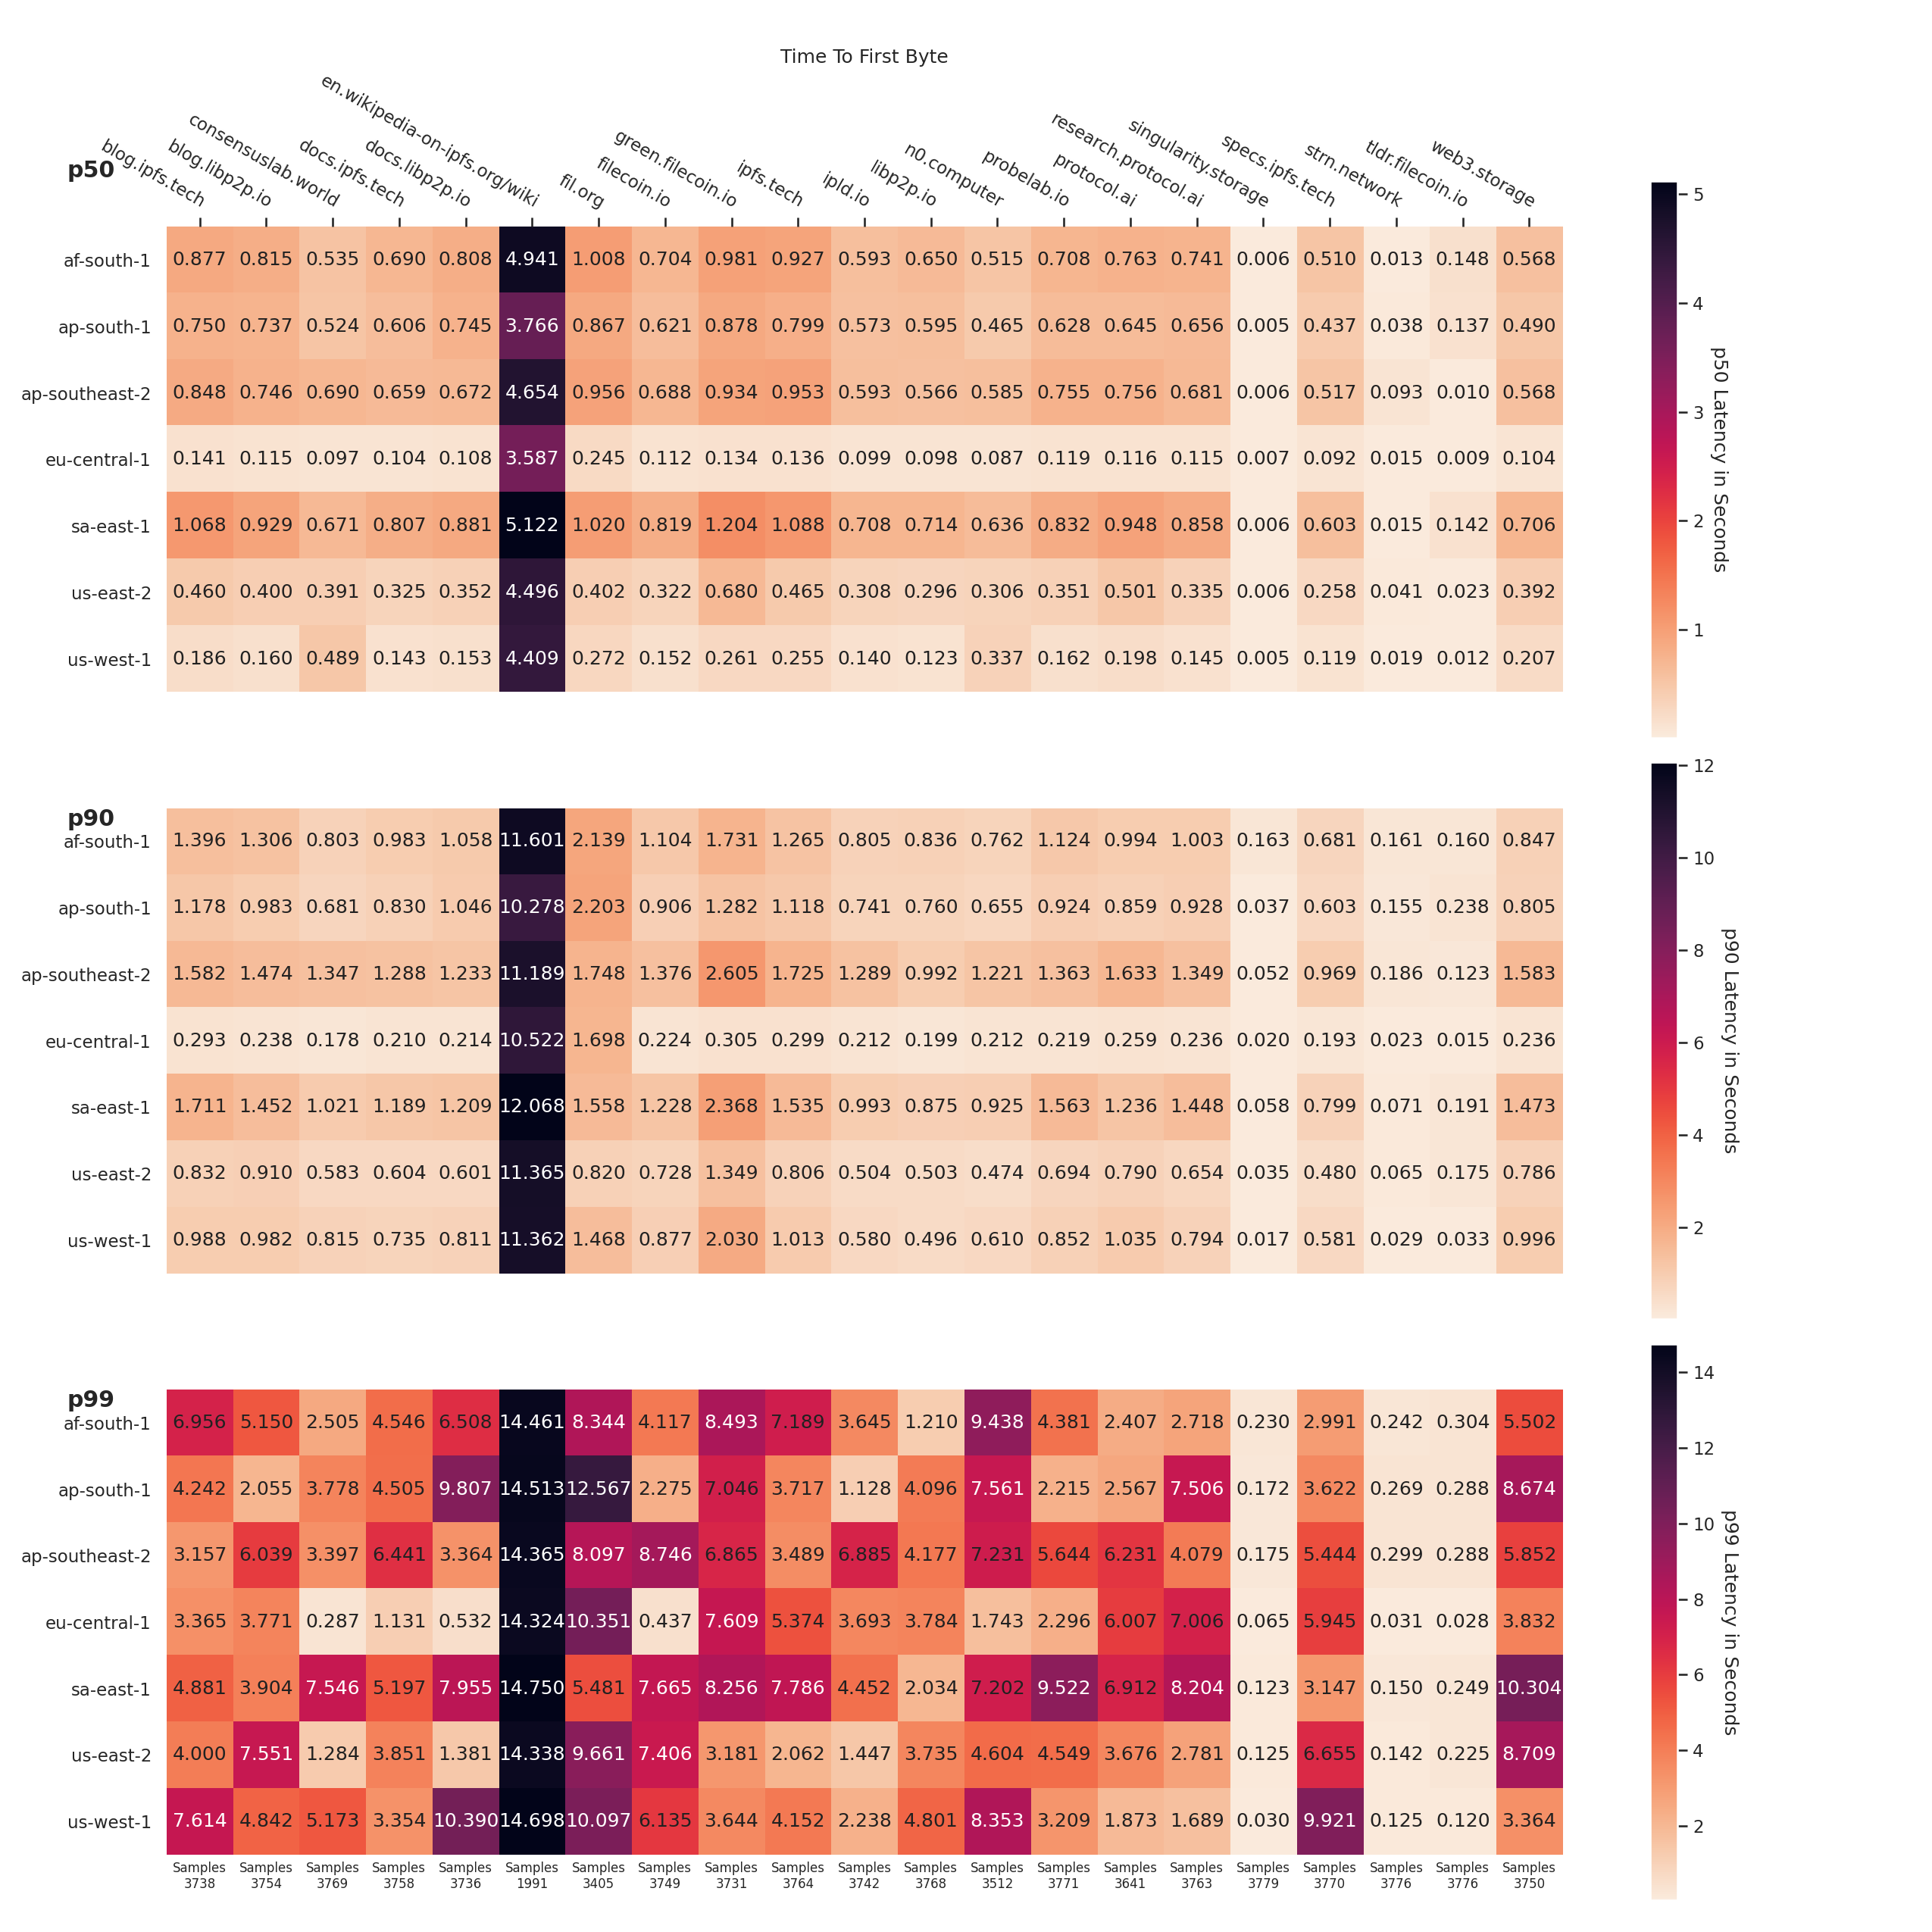 Time To First Byte
p50
blog.ipfs.tech
blog.libp2p.io
consensuslab.world
docs.ipfs.tech
docs.libp2p.io
en.wikipedia-on-ipfs.org/wiki
fil.org
filecoin.io
green.filecoin.io
ipfs.tech
ipld.io
libp2p.io
n0.computer
probelab.io
protocol.ai
research.protocol.ai
singularity.storage
specs.ipfs.tech
strn.network
tldr.filecoin.io
web3.storage
af-south-1 0.877 0.815 0.535 0.690 0.808 4.941 1.008 0.704 0.981 0.927 0.593 0.650 0.515 0.708 0.763 0.741 0.006 0.510 0.013 0.148 0.568
ap-south-1 0.750 0.737 0.524 0.606 0.745 3.766 0.867 0.621 0.878 0.799 0.573 0.595 0.465 0.628 0.645 0.656 0.005 0.437 0.038 0.137 0.490
ap-southeast-2 0.848 0.746 0.690 0.659 0.672 4.654 0.956 0.688 0.934 0.953 0.593 0.566 0.585 0.755 0.756 0.681 0.006 0.517 0.093 0.010 0.568
eu-central-1 0.141 0.115 0.097 0.104 0.108 3.587 0.245 0.112 0.134 0.136 0.099 0.098 0.087 0.119 0.116 0.115 0.007 0.092 0.015 0.009 0.104
sa-east-1 1.068 0.929 0.671 0.807 0.881 5.122 1.020 0.819 1.204 1.088 0.708 0.714 0.636 0.832 0.948 0.858 0.006 0.603 0.015 0.142 0.706
us-east-2 0.460 0.400 0.391 0.325 0.352 4.496 0.402 0.322 0.680 0.465 0.308 0.296 0.306 0.351 0.501 0.335 0.006 0.258 0.041 0.023 0.392
us-west-1 0.186 0.160 0.489 0.143 0.153 4.409 0.272 0.152 0.261 0.255 0.140 0.123 0.337 0.162 0.198 0.145 0.005 0.119 0.019 0.012 0.207
5
4
3
2
1
p50 Latency in Seconds
p90
af-south-1 1.396 1.306 0.803 0.983 1.058 11.601 2.139 1.104 1.731 1.265 0.805 0.836 0.762 1.124 0.994 1.003 0.163 0.681 0.161 0.160 0.847
ap-south-1 1.178 0.983 0.681 0.830 1.046 10.278 2.203 0.906 1.282 1.118 0.741 0.760 0.655 0.924 0.859 0.928 0.037 0.603 0.155 0.238 0.805
ap-southeast-2 1.582 1.474 1.347 1.288 1.233 11.189 1.748 1.376 2.605 1.725 1.289 0.992 1.221 1.363 1.633 1.349 0.052 0.969 0.186 0.123 1.583
eu-central-1 0.293 0.238 0.178 0.210 0.214 10.522 1.698 0.224 0.305 0.299 0.212 0.199 0.212 0.219 0.259 0.236 0.020 0.193 0.023 0.015 0.236
sa-east-1 1.711 1.452 1.021 1.189 1.209 12.068 1.558 1.228 2.368 1.535 0.993 0.875 0.925 1.563 1.236 1.448 0.058 0.799 0.071 0.191 1.473
us-east-2 0.832 0.910 0.583 0.604 0.601 11.365 0.820 0.728 1.349 0.806 0.504 0.503 0.474 0.694 0.790 0.654 0.035 0.480 0.065 0.175 0.786
us-west-1 0.988 0.982 0.815 0.735 0.811 11.362 1.468 0.877 2.030 1.013 0.580 0.496 0.610 0.852 1.035 0.794 0.017 0.581 0.029 0.033 0.996
12
10
8
6
4
2
p90 Latency in Seconds
p99
af-south-1 6.956 5.150 2.505 4.546 6.508 14.461 8.344 4.117 8.493 7.189 3.645 1.210 9.438 4.381 2.407 2.718 0.230 2.991 0.242 0.304 5.502
ap-south-1 4.242 2.055 3.778 4.505 9.807 14.513 12.567 2.275 7.046 3.717 1.128 4.096 7.561 2.215 2.567 7.506 0.172 3.622 0.269 0.288 8.674
ap-southeast-2 3.157 6.039 3.397 6.441 3.364 14.365 8.097 8.746 6.865 3.489 6.885 4.177 7.231 5.644 6.231 4.079 0.175 5.444 0.299 0.288 5.852
eu-central-1 3.365 3.771 0.287 1.131 0.532 14.324 10.351 0.437 7.609 5.374 3.693 3.784 1.743 2.296 6.007 7.006 0.065 5.945 0.031 0.028 3.832
sa-east-1 4.881 3.904 7.546 5.197 7.955 14.750 5.481 7.665 8.256 7.786 4.452 2.034 7.202 9.522 6.912 8.204 0.123 3.147 0.150 0.249 10.304
us-east-2 4.000 7.551 1.284 3.851 1.381 14.338 9.661 7.406 3.181 2.062 1.447 3.735 4.604 4.549 3.676 2.781 0.125 6.655 0.142 0.225 8.709
us-west-1 7.614 4.842 5.173 3.354 10.390 14.698 10.097 6.135 3.644 4.152 2.238 4.801 8.353 3.209 1.873 1.689 0.030 9.921 0.125 0.120 3.364
Samples Samples Samples Samples Samples Samples Samples Samples Samples Samples Samples Samples Samples Samples Samples Samples Samples Samples Samples Samples Samples
3738 3754 3769 3758 3736 1991 3405 3749 3731 3764 3742 3768 3512 3771 3641 3763 3779 3770 3776 3776 3750
14
12
10
8
6
4
2
p99 Latency in Seconds